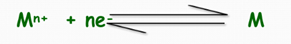 Mn+ + ne- ⇌ M